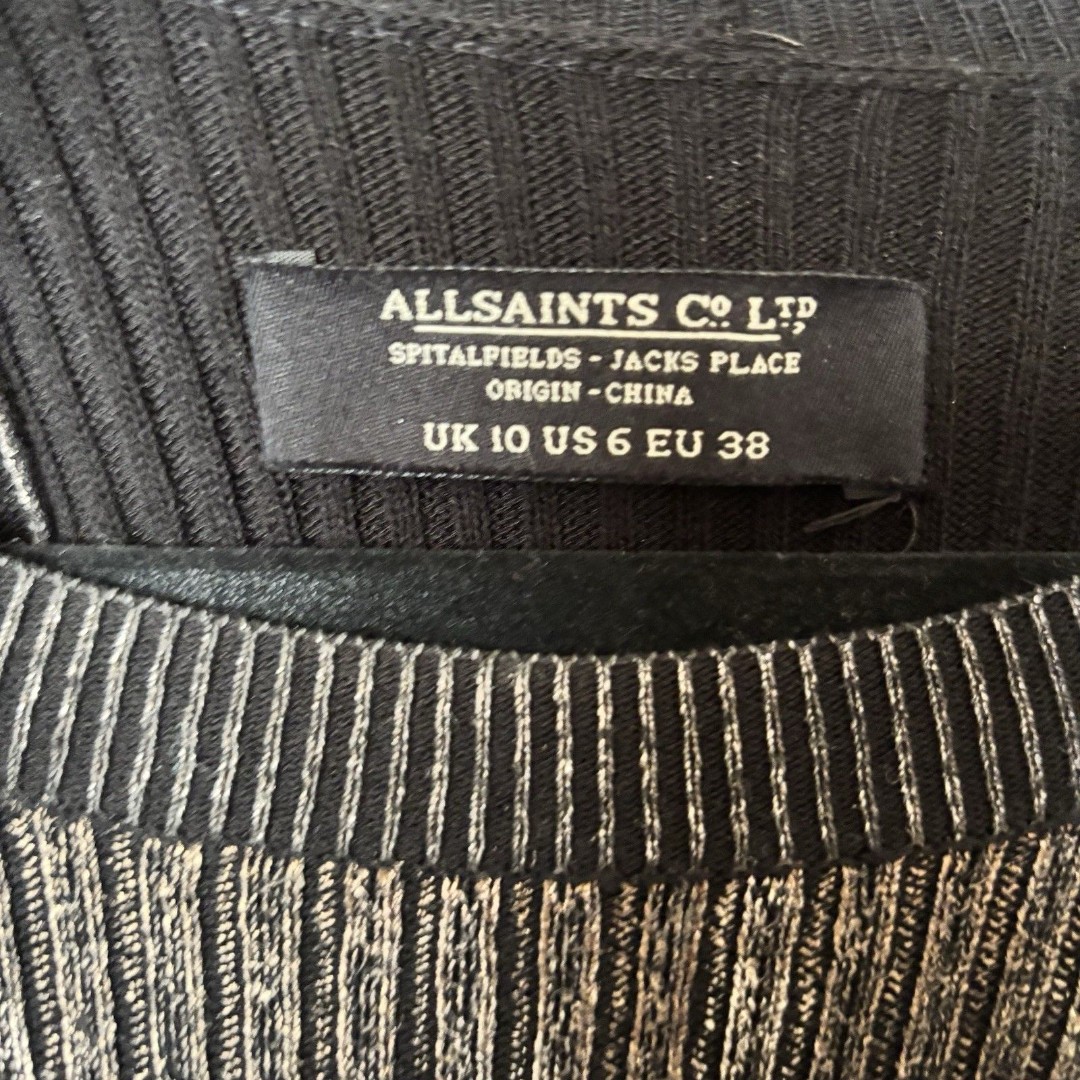 ALLSAINTS Co. LTD,
SPITALFIELDS - JACKS PLACE
ORIGIN - CHINA
UK 10 US 6 EU 38